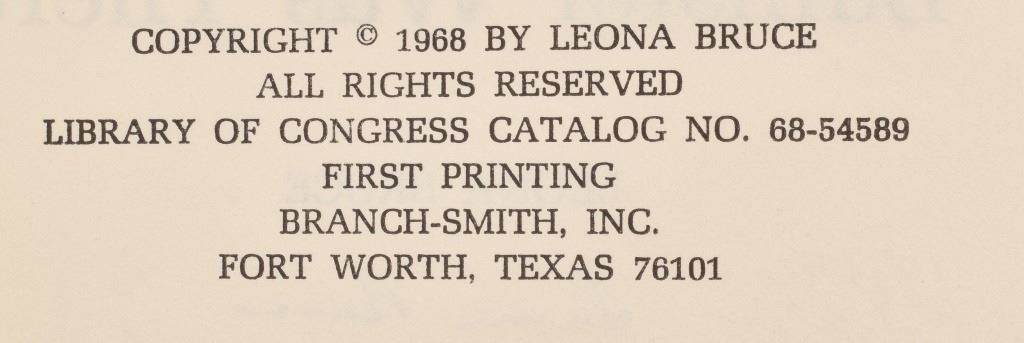 COPYRIGHT © 1968 BY LEONA BRUCE
ALL RIGHTS RESERVED
LIBRARY OF CONGRESS CATALOG NO. 68-54589
FIRST PRINTING
BRANCH-SMITH, INC.
FORT WORTH, TEXAS 76101